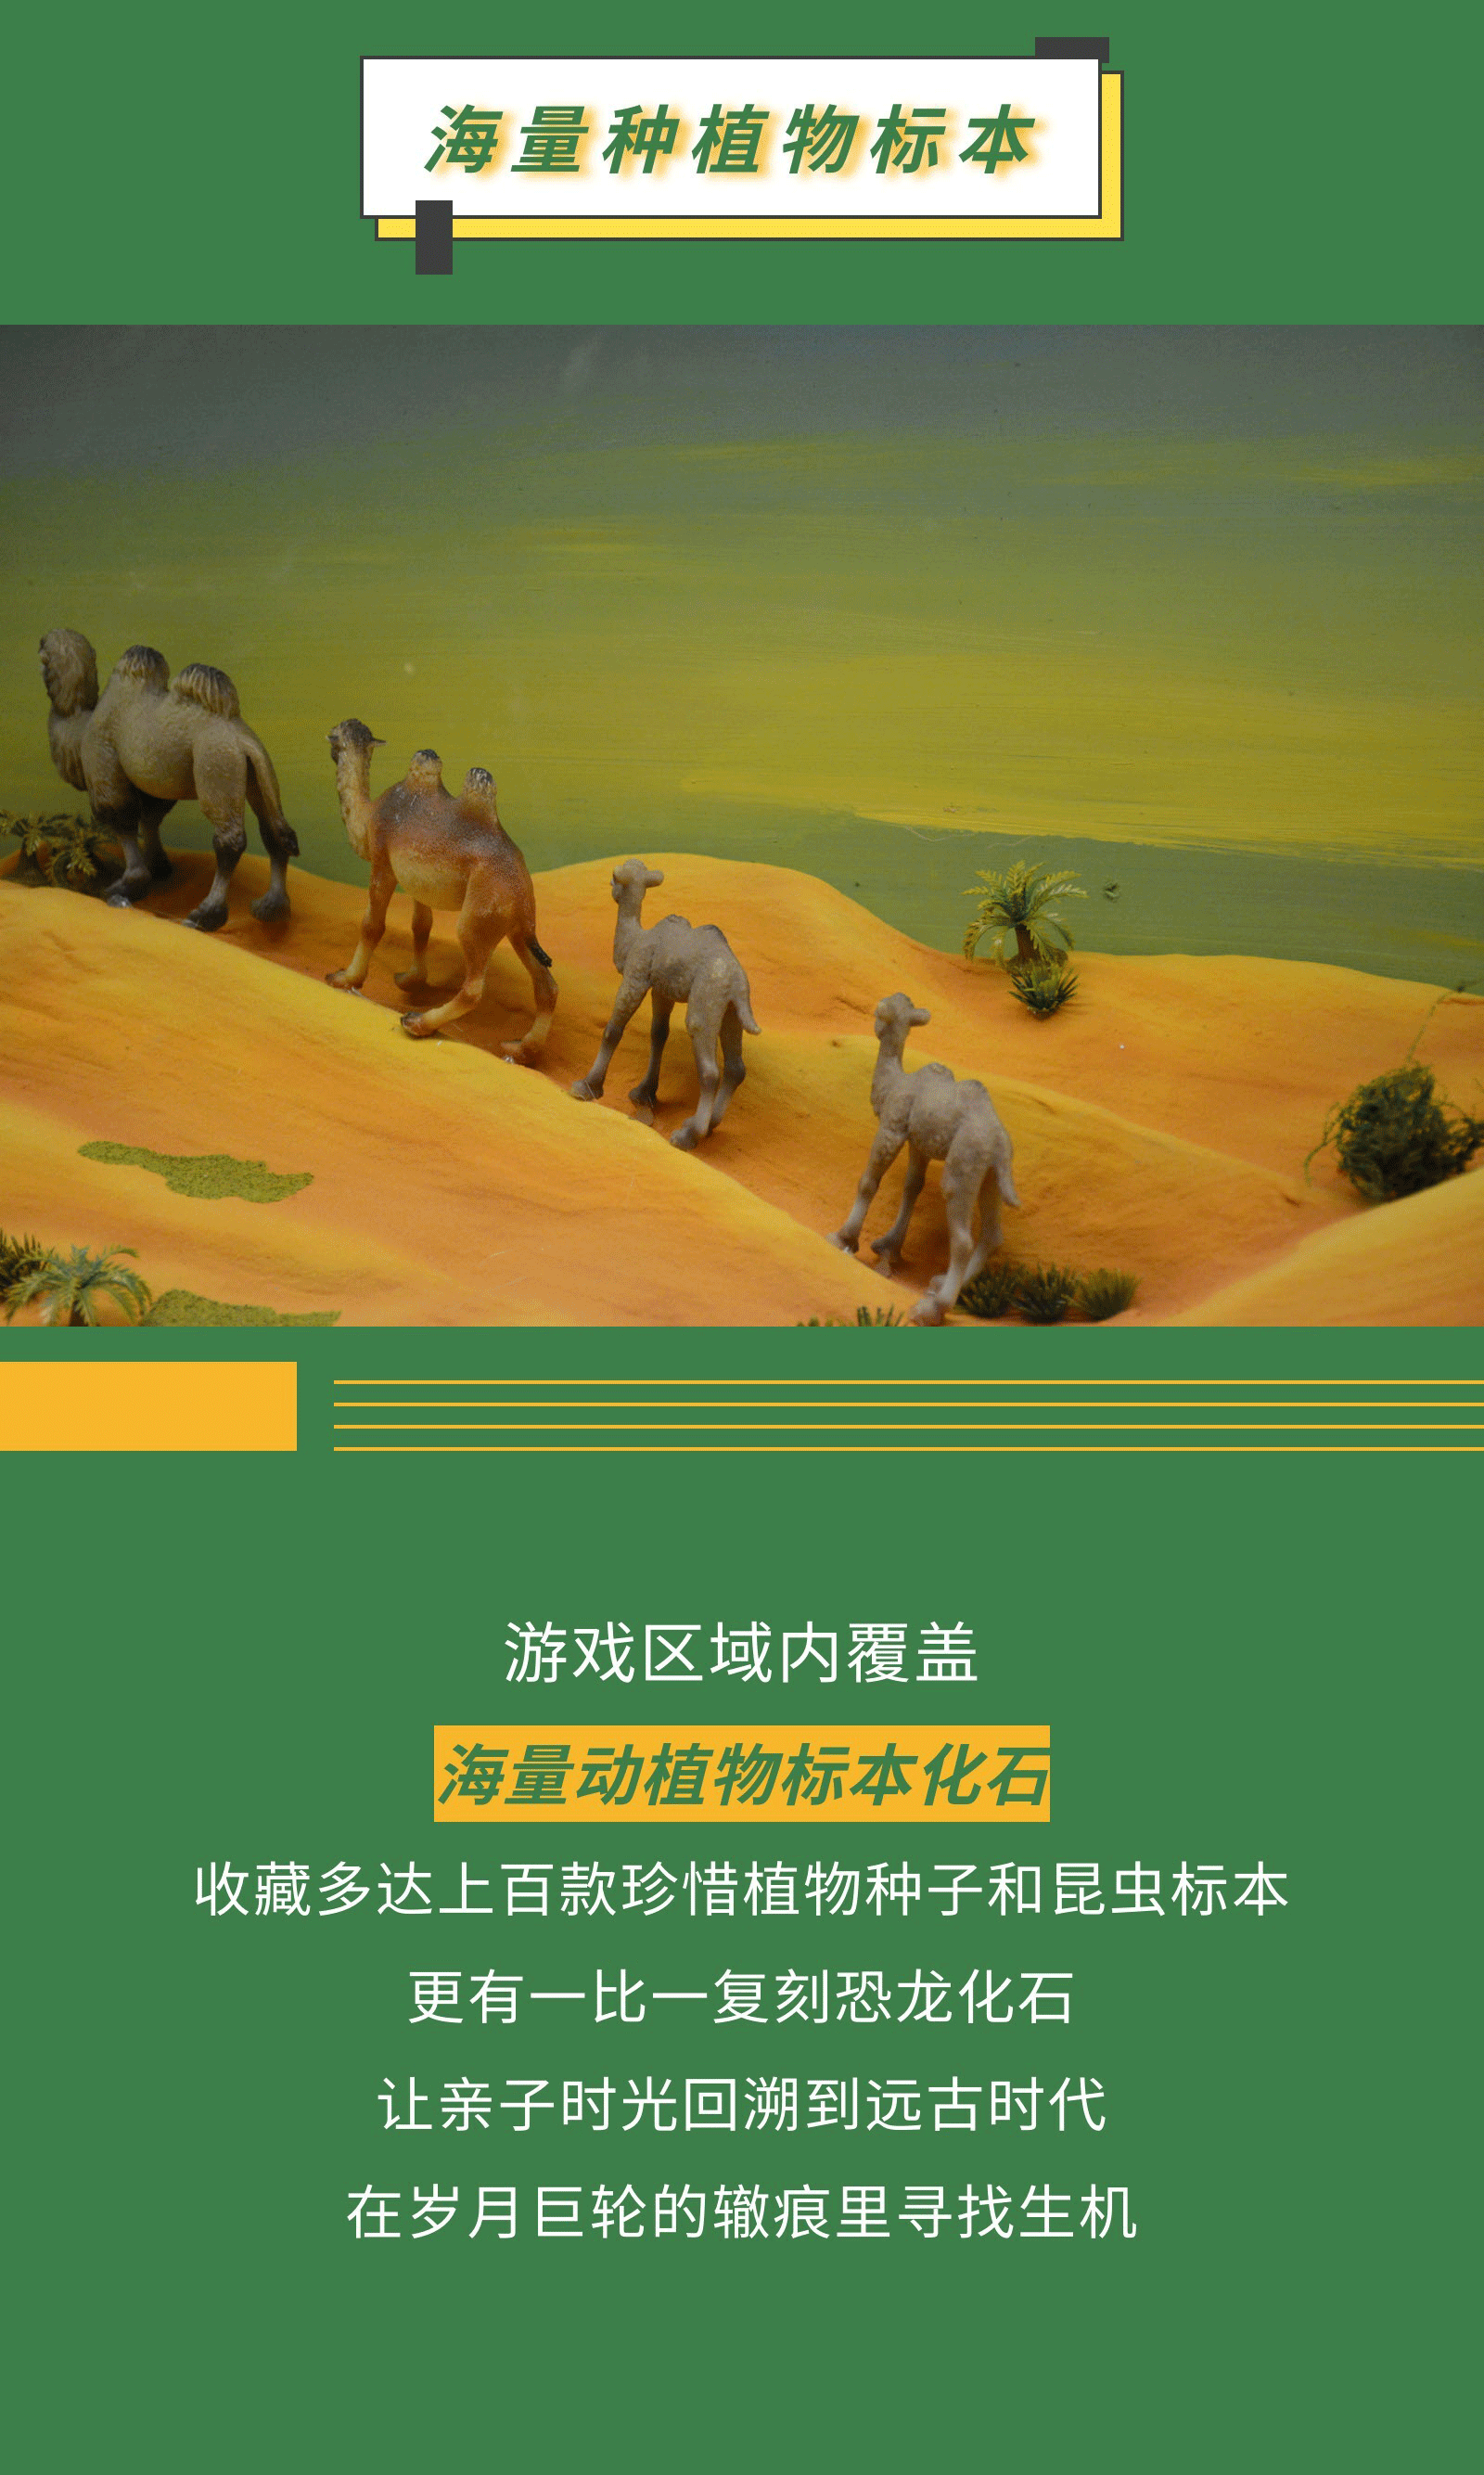 海量种植物标本
游戏区域内覆盖
海量动植物标本化石
收藏多达上百款珍惜植物种子和昆虫标本
更有一比一复刻恐龙化石
让亲子时光回溯到远古时代
在岁月巨轮的辙痕里寻找生机